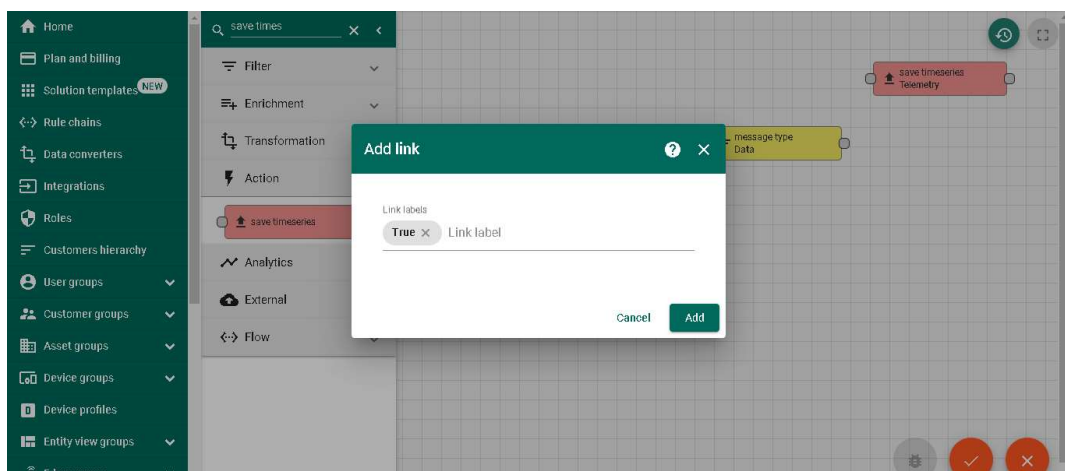 Home
Plan and billing
Solution templates NEW
Rule chains
Data converters
Integrations
Roles
Customers hierarchy
User groups
Customer groups
Asset groups
Device groups
Device profiles
Entity view groups
save times
Filter
Enrichment
Transformation
Action
save timeseries
Analytics
External
Flow
save timeseries
Telemetry
message type
Data
Add link
Link labels
True
Link label
Cancel
Add